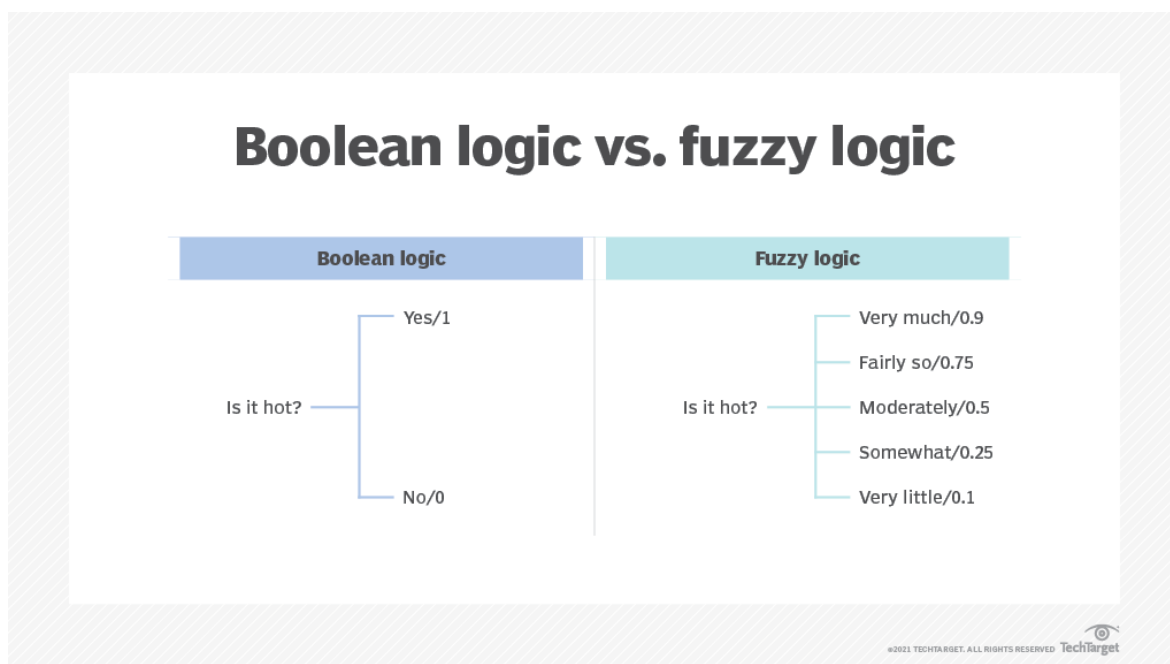 Boolean logic vs. fuzzy logic
Boolean logic
Yes/1
Is it hot?
No/0
Fuzzy logic
Very much/0.9
Fairly so/0.75
Is it hot?
Moderately/0.5
Somewhat/0.25
Very little/0.1
©2021 TECHTARGET. ALL RIGHTS RESERVED TechTarget